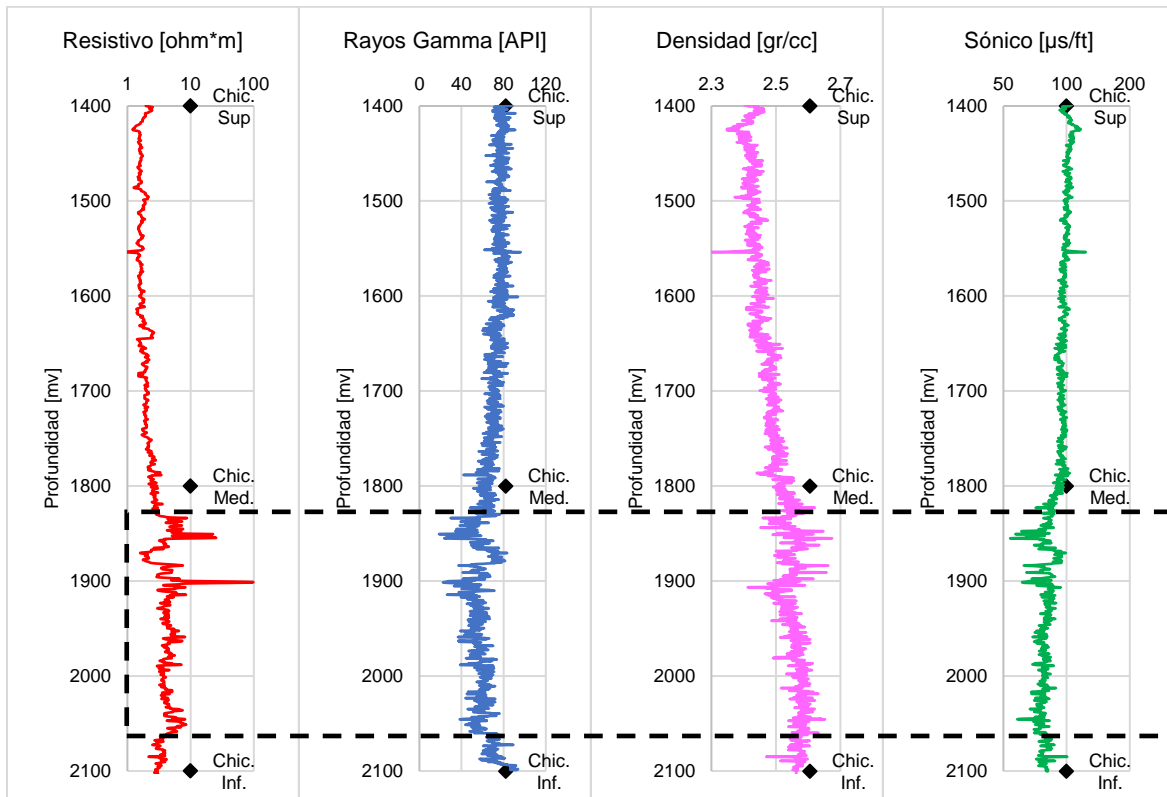 Resistivo [ohm*m]
1 10 100
Profundidad [mv]
1400
1500
1600
1700
1800
1900
2000
2100
Chic.
Sup
Chic.
Med.
Chic.
Inf.
Rayos Gamma [API]
0 40 80 120
Profundidad [mv]
1400
1500
1600
1700
1800
1900
2000
2100
Chic.
Sup
Chic.
Med.
Chic.
Inf.
Densidad [gr/cc]
2.3 2.5 2.7
Profundidad [mv]
1400
1500
1600
1700
1800
1900
2000
2100
Chic.
Sup
Chic.
Med.
Chic.
Inf.
Sónico [µs/ft]
50 100 200
Profundidad [mv]
1400
1500
1600
1700
1800
1900
2000
2100
Chic.
Sup
Chic.
Med.
Chic.
Inf.